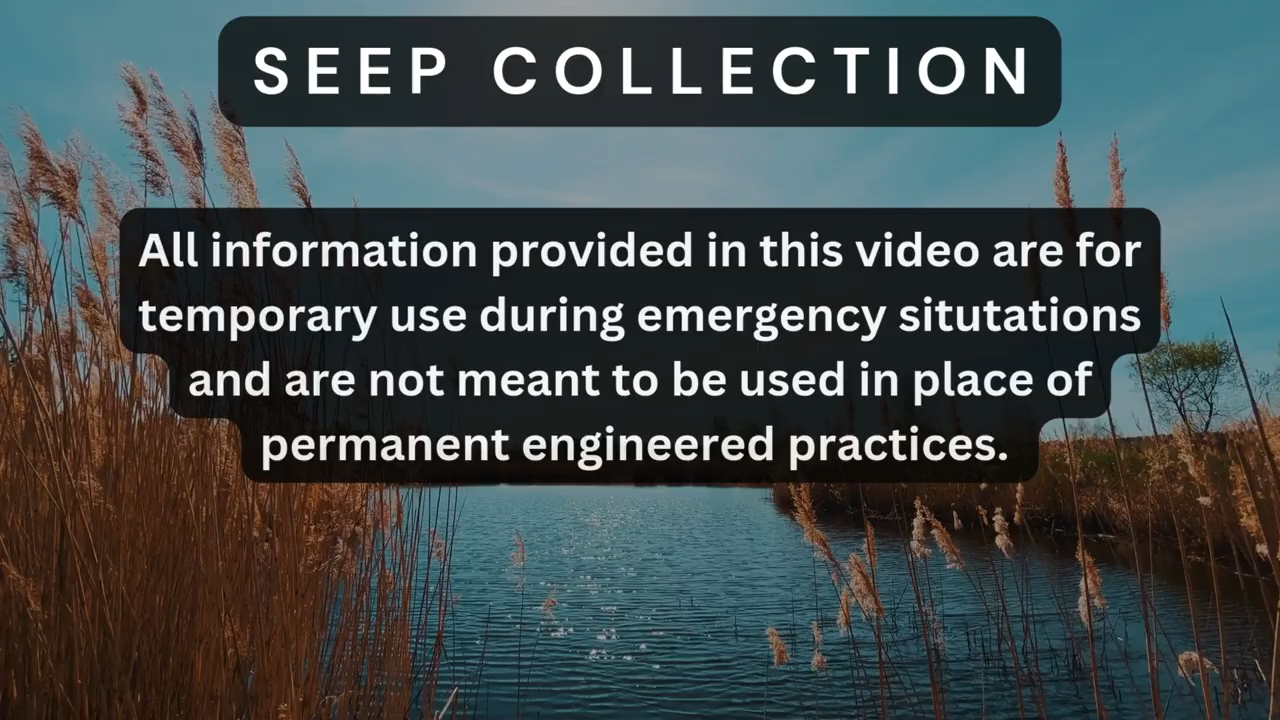 SEEP COLLECTION
All information provided in this video are for
temporary use during emergency situtations
and are not meant to be used in place of
permanent engineered practices.